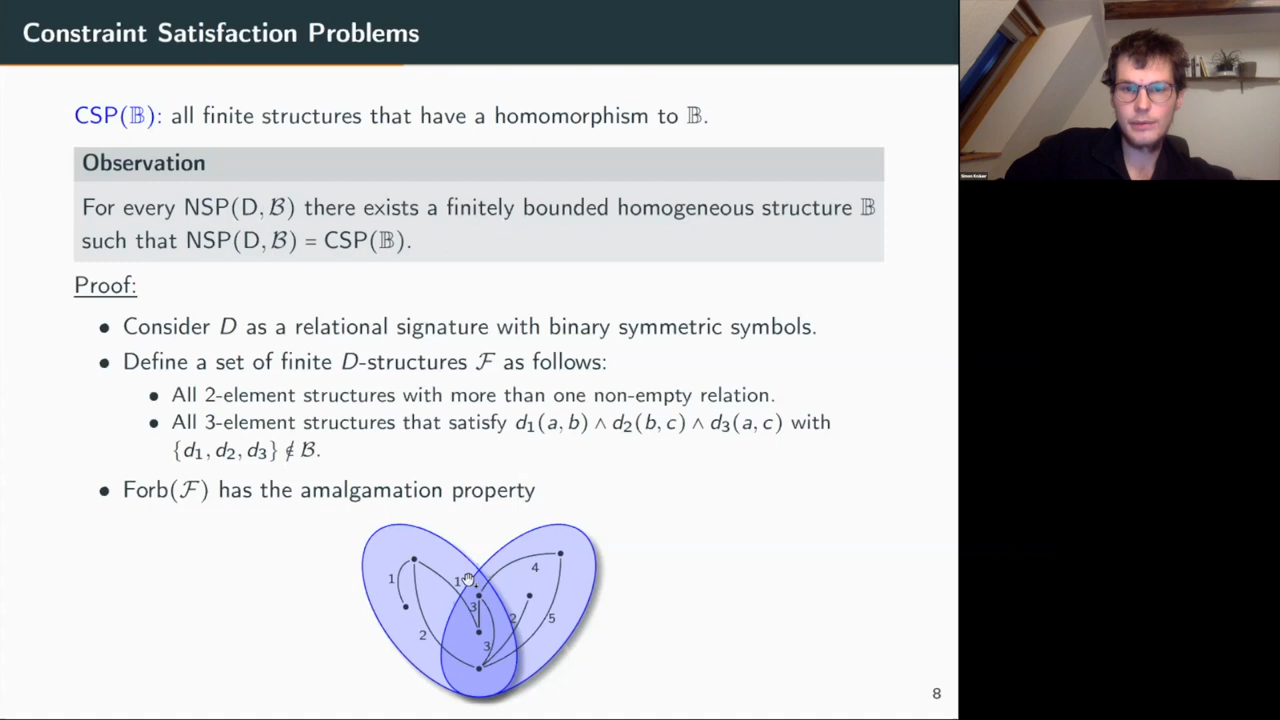 Constraint Satisfaction Problems
CSP(𝔹): all finite structures that have a homomorphism to 𝔹.
Observation
For every NSP(D, ℬ) there exists a finitely bounded homogeneous structure 𝔹
such that NSP(D, ℬ) = CSP(𝔹).
Proof:
• Consider D as a relational signature with binary symmetric symbols.
• Define a set of finite D-structures ℱ as follows:
• All 2-element structures with more than one non-empty relation.
• All 3-element structures that satisfy d₁(a, b) ∧ d₂(b, c) ∧ d₃(a, c) with
{d₁, d₂, d₃} ∉ ℬ.
• Forb(ℱ) has the amalgamation property
4
1 1
3
2 5
2
3
8
Simon Knäuer